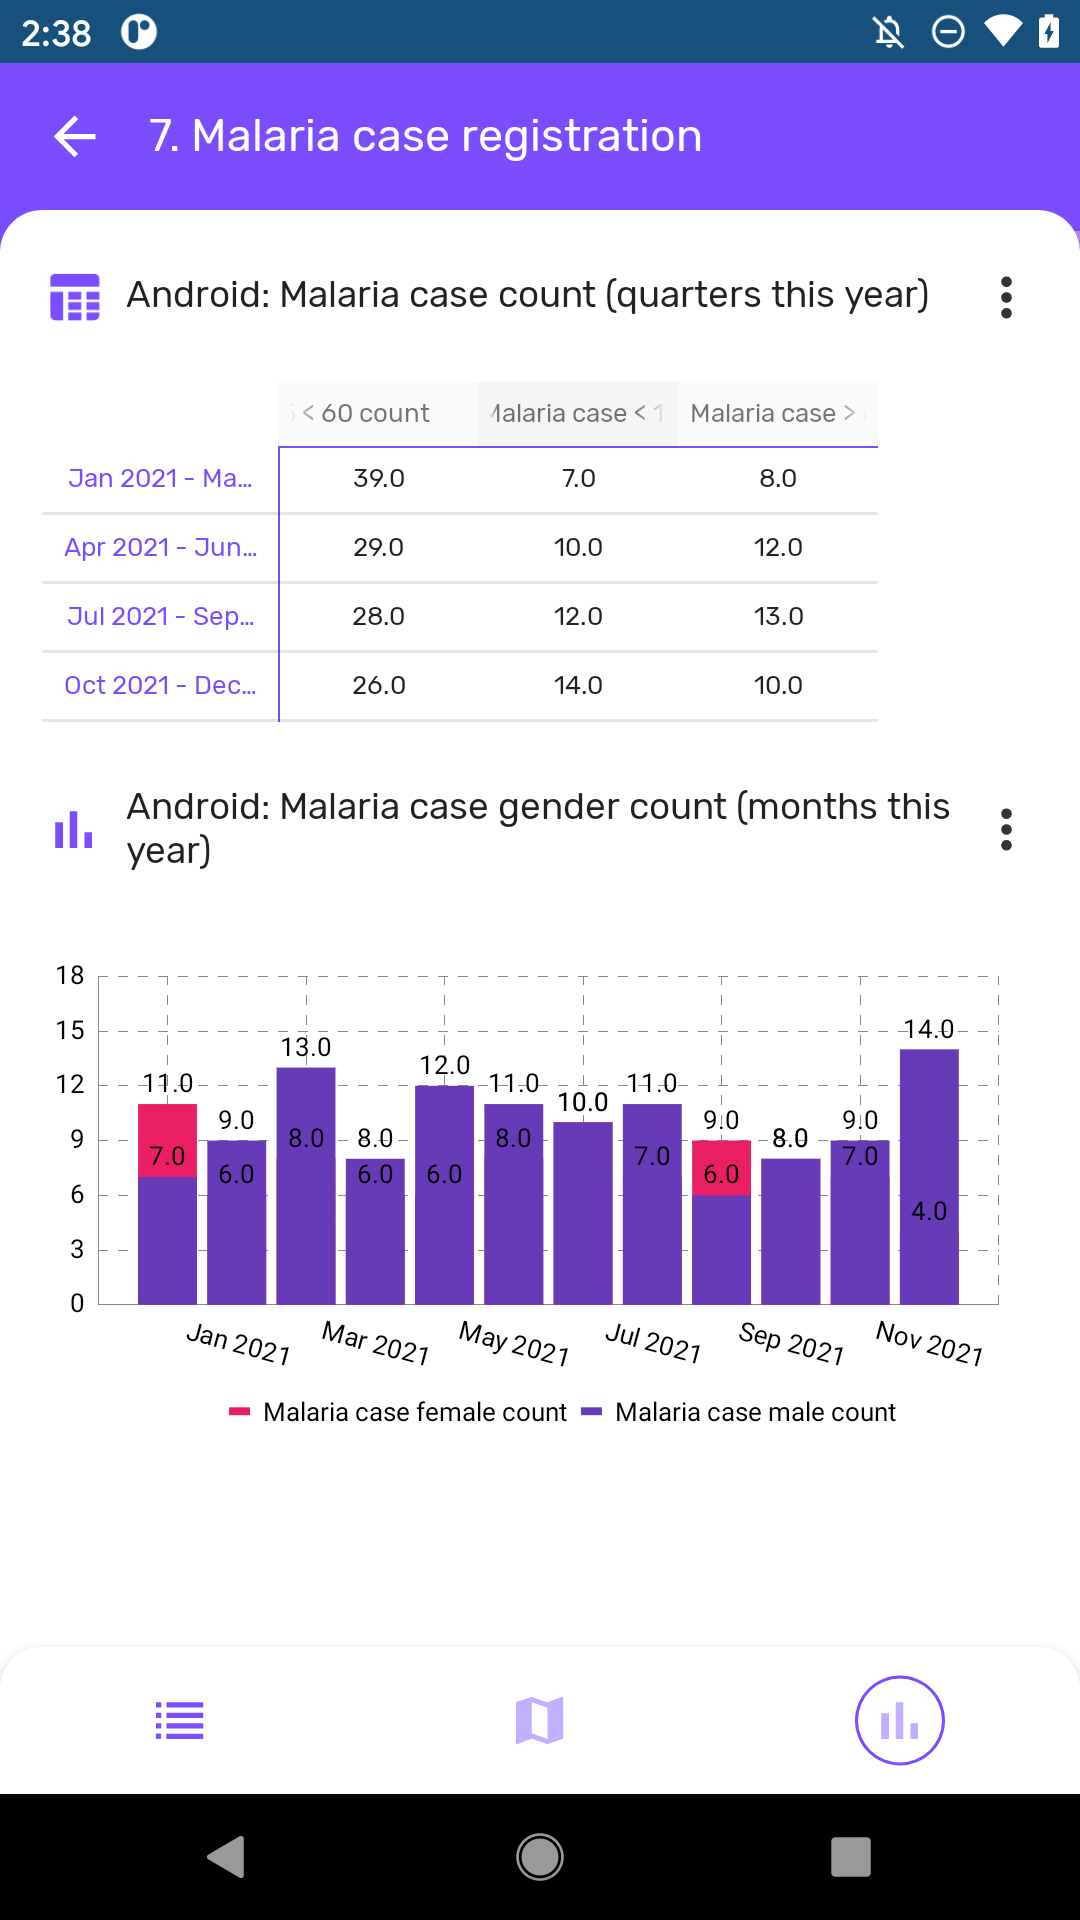 2:38
7. Malaria case registration
Android: Malaria case count (quarters this year)
< 60 count Malaria case < 1 Malaria case >
Jan 2021 - Ma... 39.0 7.0 8.0
Apr 2021 - Jun... 29.0 10.0 12.0
Jul 2021 - Sep... 28.0 12.0 13.0
Oct 2021 - Dec... 26.0 14.0 10.0
Android: Malaria case gender count (months this
year)
18
15
12
9
6
3
0
11.0 9.0 13.0 8.0 12.0 11.0 10.0 11.0 9.0 8.0 9.0 14.0
7.0 6.0 8.0 6.0 6.0 8.0 7.0 6.0 7.0 4.0
Jan 2021 Mar 2021 May 2021 Jul 2021 Sep 2021 Nov 2021
Malaria case female count Malaria case male count